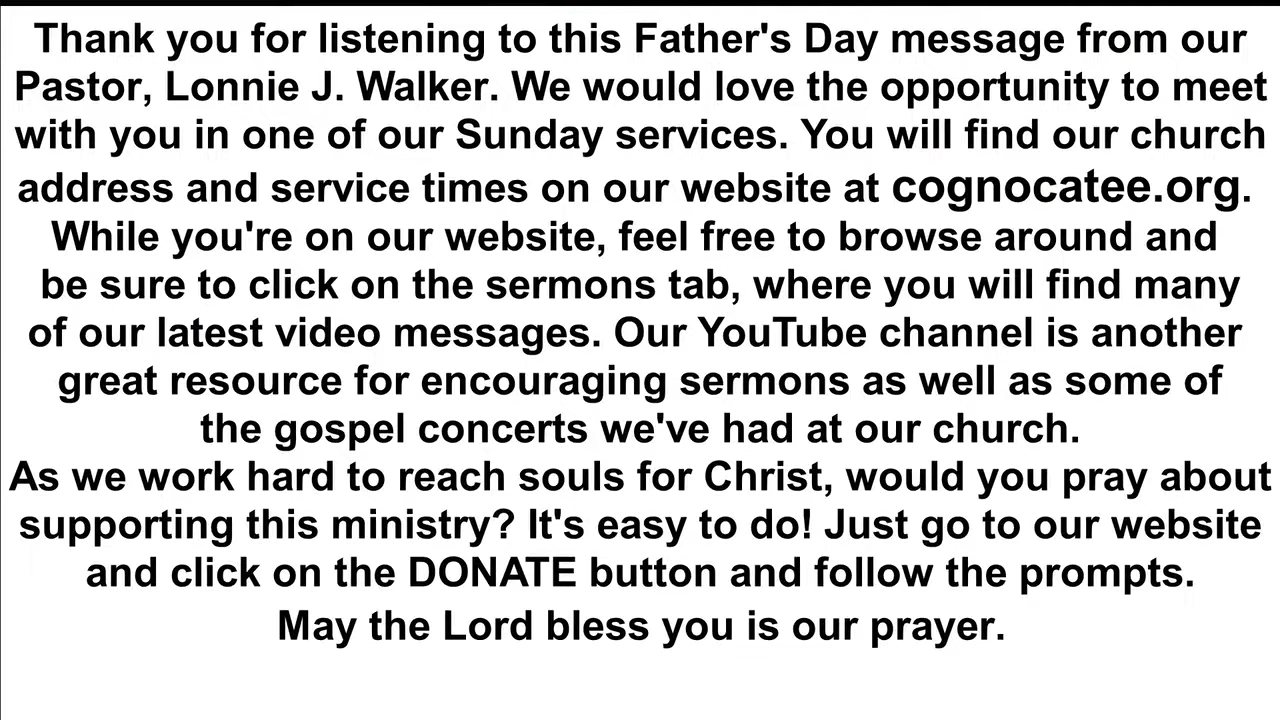 Thank you for listening to this Father's Day message from our
Pastor, Lonnie J. Walker. We would love the opportunity to meet
with you in one of our Sunday services. You will find our church
address and service times on our website at cognocatee.org.
While you're on our website, feel free to browse around and
be sure to click on the sermons tab, where you will find many
of our latest video messages. Our YouTube channel is another
great resource for encouraging sermons as well as some of
the gospel concerts we've had at our church.
As we work hard to reach souls for Christ, would you pray about
supporting this ministry? It's easy to do! Just go to our website
and click on the DONATE button and follow the prompts.
May the Lord bless you is our prayer.